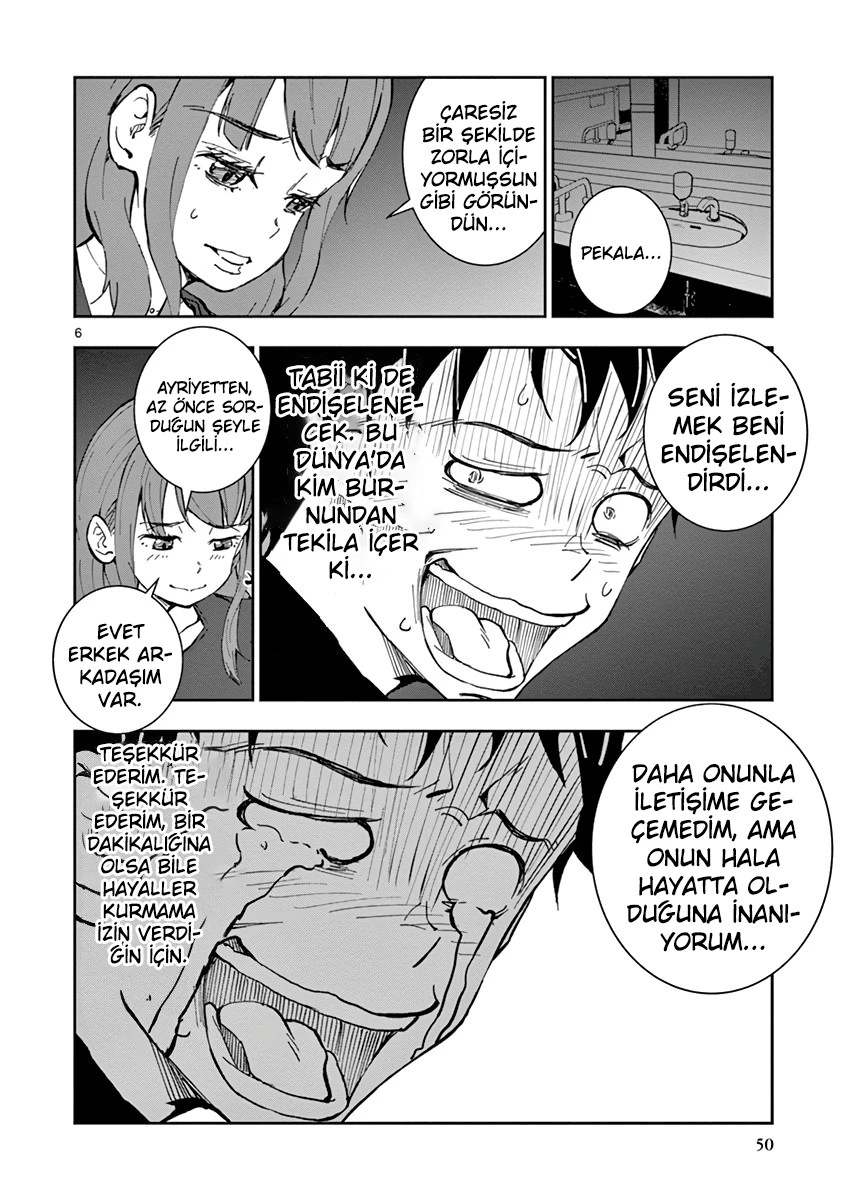 PEKALA...
ÇARESİZ
BİR ŞEKİLDE
ZORLA İÇİ-
YORMUŞSUN
GİBİ GÖRÜN-
DÜN...
6
SENİ İZLE-
MEK BENİ
ENDİŞELEN-
DİRDİ...
TABİİ Kİ DE
ENDİŞELENE-
CEK. BU
DÜNYA'DA
KİM BUR-
NUNDAN
TEKİLA İÇER
Kİ...
AYRİYETTEN,
AZ ÖNCE SOR-
DUĞUN ŞEYLE
İLGİLİ...
EVET
ERKEK AR-
KADAŞIM
VAR.
DAHA ONUNLA
İLETİŞİME GE-
ÇEMEDİM, AMA
ONUN HALA
HAYATTA OL-
DUĞUNA İNANI-
YORUM...
TEŞEKKÜR
EDERİM. TE-
ŞEKKÜR
EDERİM, BİR
DAKİKALIĞINA
OLSA BİLE
HAYALLER
KURMAMA
İZİN VERDİ-
ĞİN İÇİN.
50